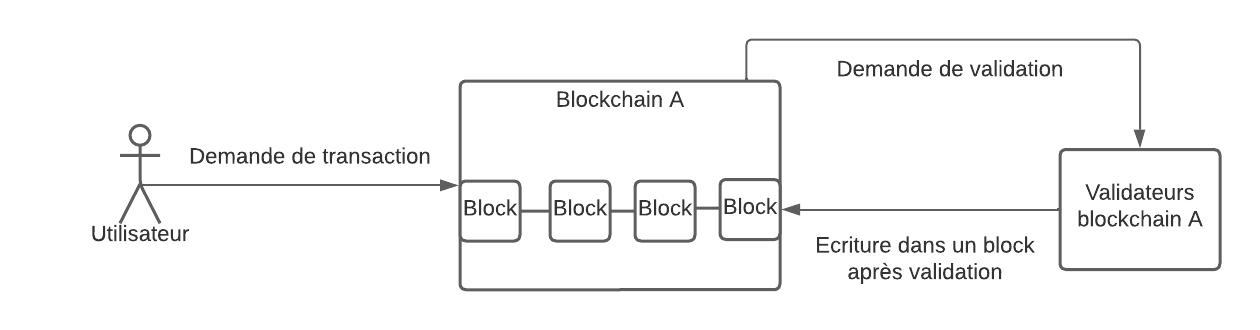 Demande de validation
Blockchain A
Demande de transaction
Validateurs
blockchain A
Block
Block
Block
Block
Utilisateur
Ecriture dans un block
après validation